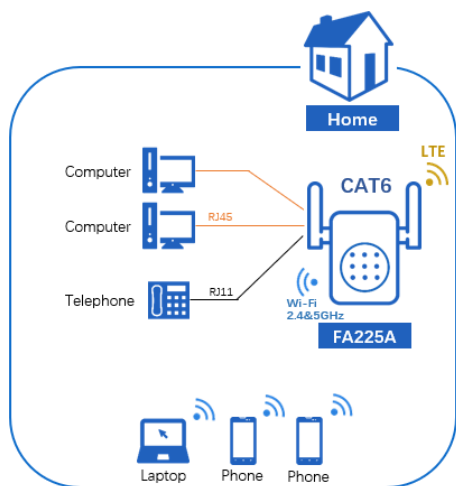 Home
LTE
Computer
CAT6
Computer
RJ45
Telephone
RJ11
Wi-Fi
2.4&5GHz
FA225A
Laptop
Phone
Phone